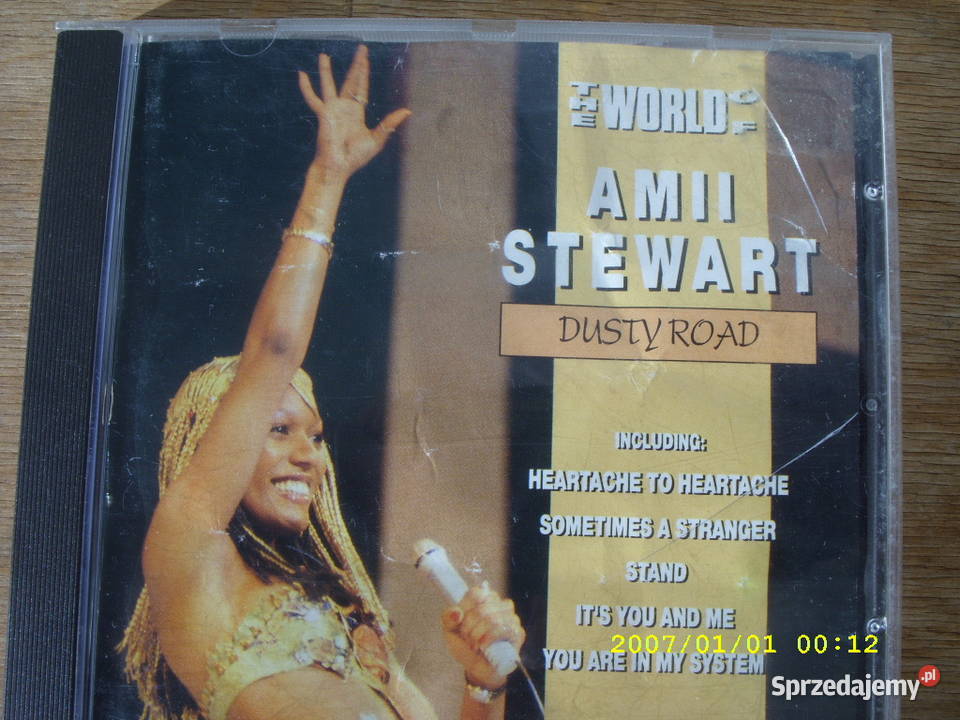 THE WORLD OF
AMII
STEWART
DUSTY ROAD
INCLUDING:
HEARTACHE TO HEARTACHE
SOMETIMES A STRANGER
STAND
IT'S YOU AND ME
YOU ARE IN MY SYSTEM
2007/01/01 00:12
Sprzedajemy.pl